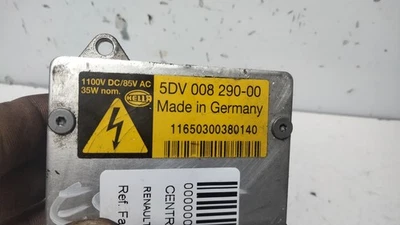 1100V DC/85V AC
35W nom.
HELLA
5DV 008 290-00
Made in Germany
11650300380140
000000
CENTR
RENAULT
Ref. Fa